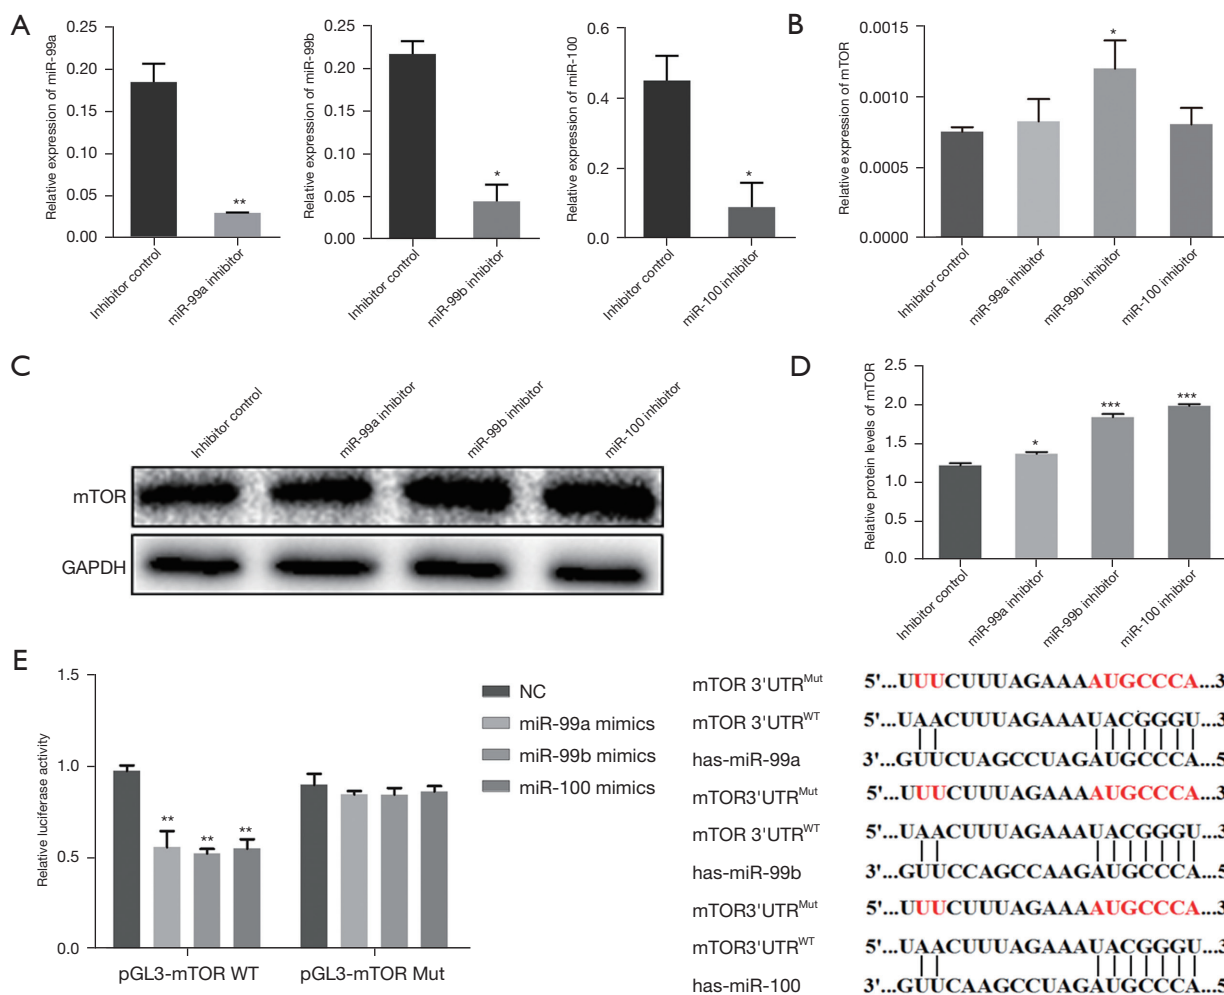 A
Relative expression of miR-99a
0.25
0.20
0.15
0.10
0.05
0.00
**
Inhibitor control
miR-99a inhibitor
Relative expression of miR-99b
0.25
0.20
0.15
0.10
0.05
0.00
*
Inhibitor control
miR-99b inhibitor
Relative expression of miR-100
0.6
0.4
0.2
0.0
*
Inhibitor control
miR-100 inhibitor
B
Relative expression of mTOR
0.0015
0.0010
0.0005
0.0000
*
Inhibitor control
miR-99a inhibitor
miR-99b inhibitor
miR-100 inhibitor
C
Inhibitor control
miR-99a inhibitor
miR-99b inhibitor
miR-100 inhibitor
mTOR
GAPDH
D
Relative protein levels of mTOR
2.5
2.0
1.5
1.0
0.5
0.0
*
***
***
Inhibitor control
miR-99a inhibitor
miR-99b inhibitor
miR-100 inhibitor
E
Relative luciferase activity
1.5
1.0
0.5
0.0
**
**
**
pGL3-mTOR WT
pGL3-mTOR Mut
NC
miR-99a mimics
miR-99b mimics
miR-100 mimics
mTOR 3'UTRMut 5'...UUUCUUUAGAAAAUGCCCA...3
mTOR 3'UTRWT 5'...UAACUUUAGAAAUACGGGU...3
has-miR-99a 3'...GUUCUAGCCUAGAUGCCCA...5
mTOR3'UTRMut 5'...UUUCUUUAGAAAAUGCCCA...3
mTOR 3'UTRWT 5'...UAACUUUAGAAAUACGGGU...3
has-miR-99b 3'...GUUCCAGCCAAGAUGCCCA...5
mTOR3'UTRMut 5'...UUUCUUUAGAAAAUGCCCA...3
mTOR3'UTRWT 5'...UAACUUUAGAAAUACGGGU...3
has-miR-100 3'...GUUCAAGCCUAGAUGCCCA...5